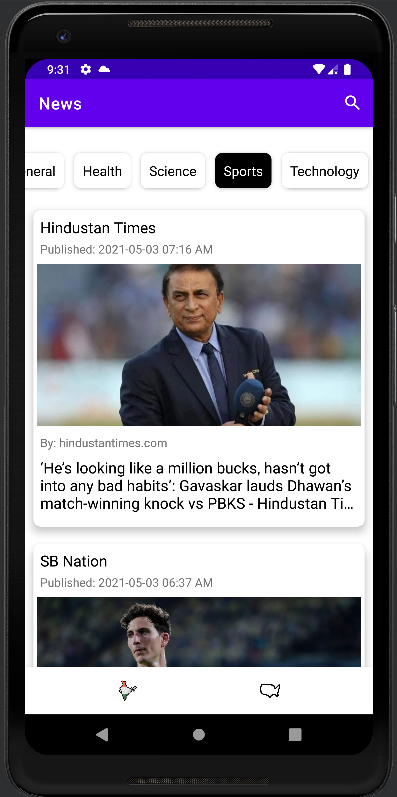 9:31
News
neral
Health
Science
Sports
Technology
Hindustan Times
Published: 2021-05-03 07:16 AM
By: hindustantimes.com
‘He’s looking like a million bucks, hasn’t got
into any bad habits’: Gavaskar lauds Dhawan’s
match-winning knock vs PBKS - Hindustan Ti…
SB Nation
Published: 2021-05-03 06:37 AM